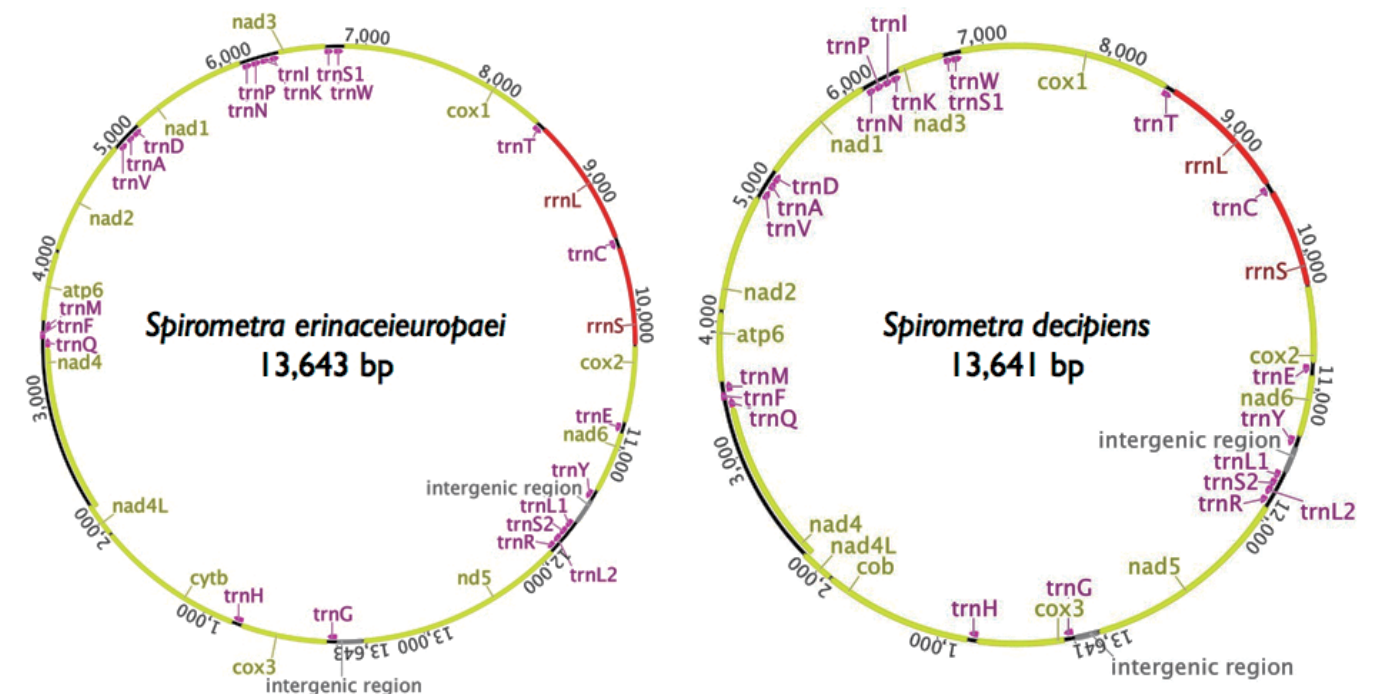 Spirometra erinaceieuropaei
13,643 bp
nad3
7,000
6,000
trnI
trnS1
trnP
trnK
trnW
trnN
8,000
cox1
trnT
9,000
rrnL
trnC
10,000
rrnS
cox2
trnE
nad6
11,000
trnY
intergenic region
trnL1
trnS2
trnR
12,000
trnL2
nd5
13,000
13,643
intergenic region
trnG
cox3
trnH
1,000
cytb
2,000
nad4L
3,000
nad4
trnQ
trnF
trnM
atp6
4,000
nad2
trnV
trnA
trnD
5,000
nad1
Spirometra decipiens
13,641 bp
trnI
trnP
7,000
6,000
trnW
trnK
trnS1
trnN
nad3
8,000
cox1
trnT
9,000
rrnL
trnC
10,000
rrnS
cox2
trnE
11,000
nad6
trnY
intergenic region
trnL1
trnS2
trnR
trnL2
12,000
nad5
13,641
intergenic region
trnG
cox3
trnH
1,000
cob
nad4L
nad4
2,000
3,000
trnQ
trnF
trnM
atp6
4,000
nad2
trnV
trnA
trnD
5,000
nad1